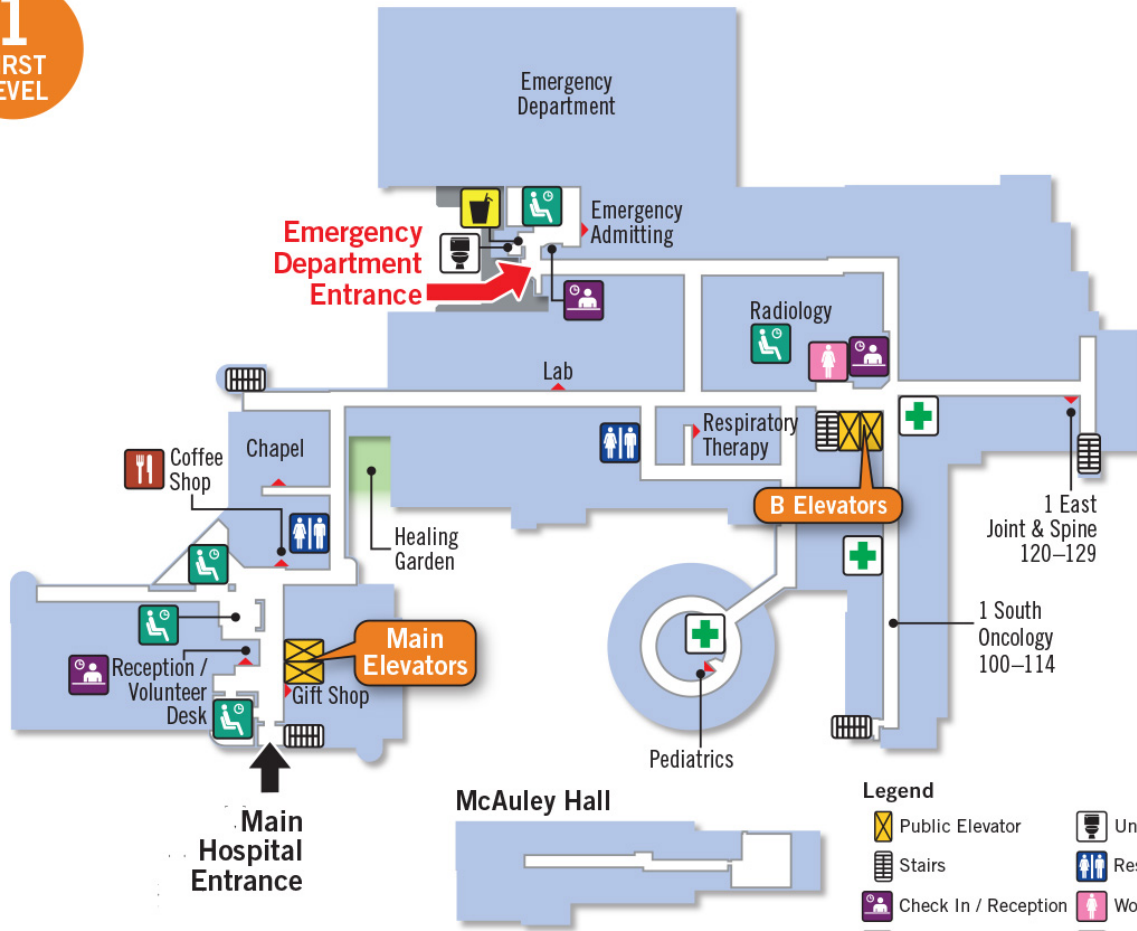 1
Emergency
Department
Emergency
Admitting
Emergency
Department
Entrance
Radiology
Lab
Respiratory
Therapy
Chapel
Coffee
Shop
B Elevators
1 East
Joint & Spine
120–129
Healing
Garden
1 South
Oncology
100–114
Main
Elevators
Reception /
Volunteer
Desk
Gift Shop
Pediatrics
Main
Hospital
Entrance
McAuley Hall
Legend
Public Elevator
Stairs
Check In / Reception